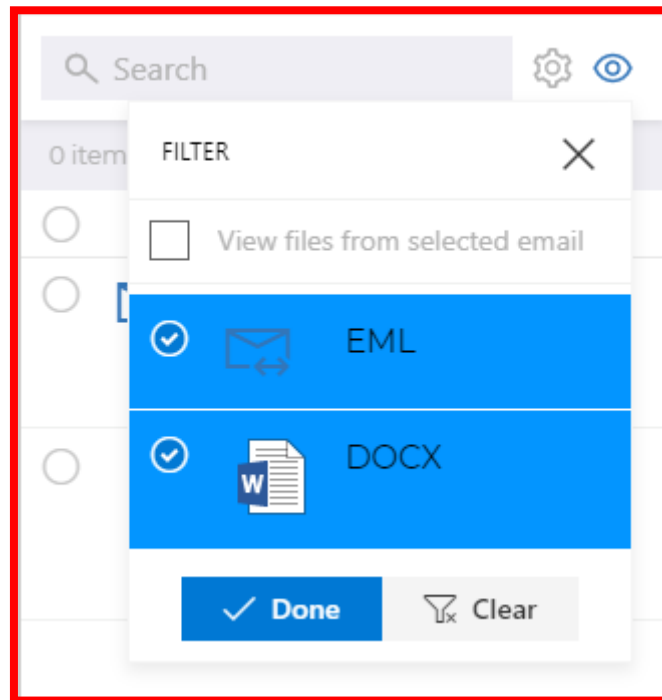 Search
0 item
FILTER
View files from selected email
EML
W
DOCX
Done
Clear